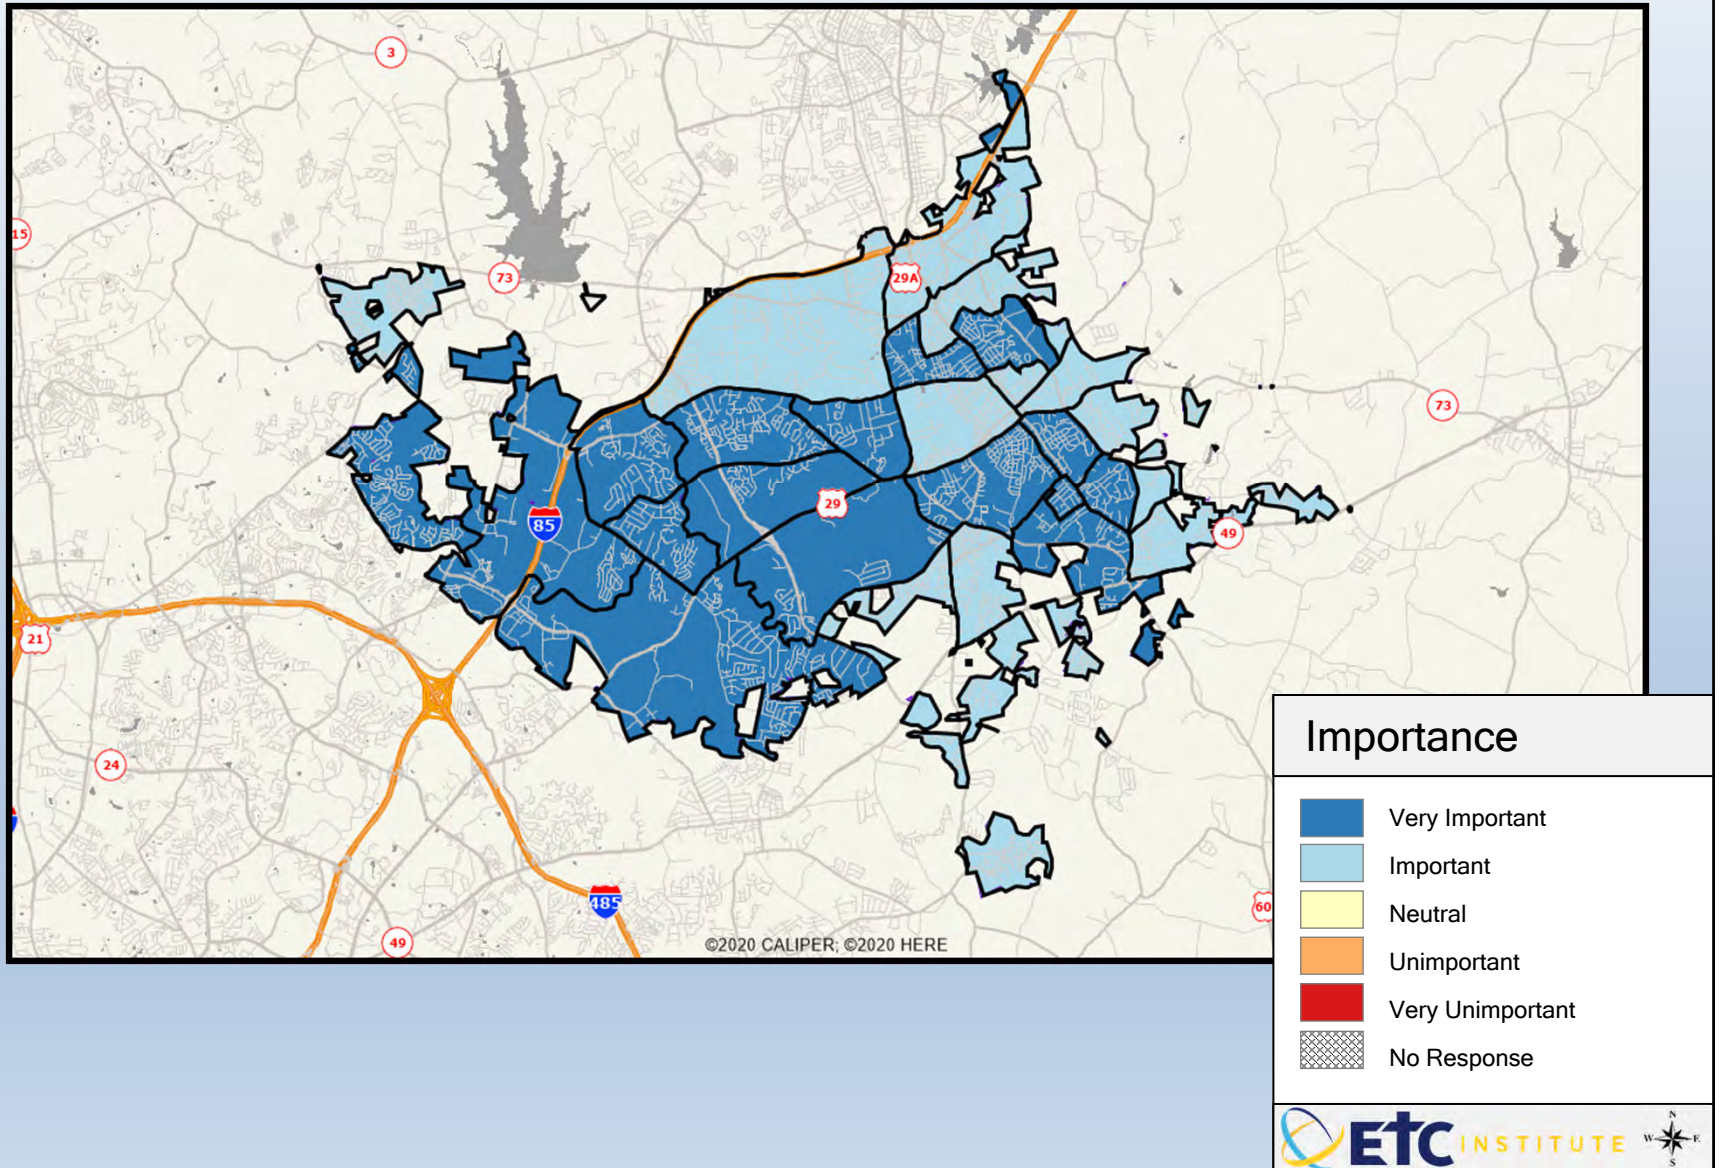 3
15
73
29A
73
29
85
49
21
24
485
60
49
©2020 CALIPER; ©2020 HERE
Importance
Very Important
Important
Neutral
Unimportant
Very Unimportant
No Response
ETC INSTITUTE
N
W E
S